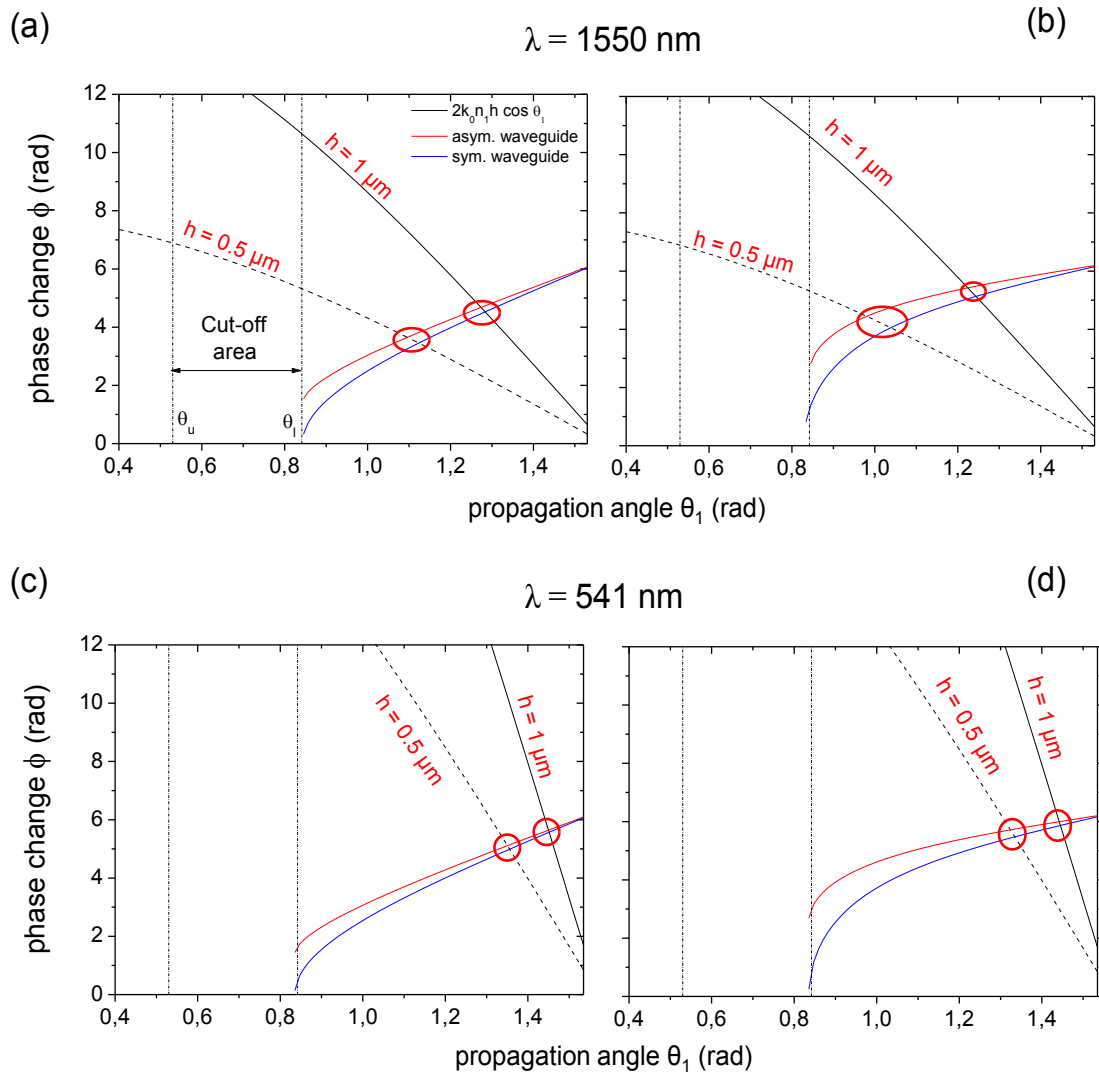 (a)
λ = 1550 nm
(b)
12
10
8
6
4
2
0
phase change ϕ (rad)
2k₀n₁h cos θ₁
asym. waveguide
sym. waveguide
h = 1 µm
h = 0.5 µm
Cut-off
area
θᵤ
θₗ
0,4 0,6 0,8 1,0 1,2 1,4
h = 1 µm
h = 0.5 µm
0,4 0,6 0,8 1,0 1,2 1,4
propagation angle θ₁ (rad)
(c)
λ = 541 nm
(d)
12
10
8
6
4
2
0
phase change ϕ (rad)
h = 0.5 µm
h = 1 µm
0,4 0,6 0,8 1,0 1,2 1,4
h = 0.5 µm
h = 1 µm
0,4 0,6 0,8 1,0 1,2 1,4
propagation angle θ₁ (rad)